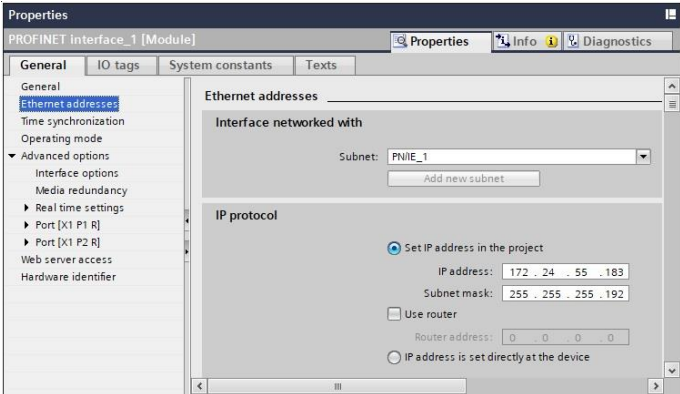 Properties
PROFINET interface_1 [Module]
Properties Info Diagnostics
General IO tags System constants Texts
General
Ethernet addresses
Time synchronization
Operating mode
Advanced options
Interface options
Media redundancy
Real time settings
Port [X1 P1 R]
Port [X1 P2 R]
Web server access
Hardware identifier
Ethernet addresses
Interface networked with
Subnet: PN/IE_1
Add new subnet
IP protocol
Set IP address in the project
IP address: 172 . 24 . 55 . 183
Subnet mask: 255 . 255 . 255 . 192
Use router
Router address: 0 . 0 . 0 . 0
IP address is set directly at the device